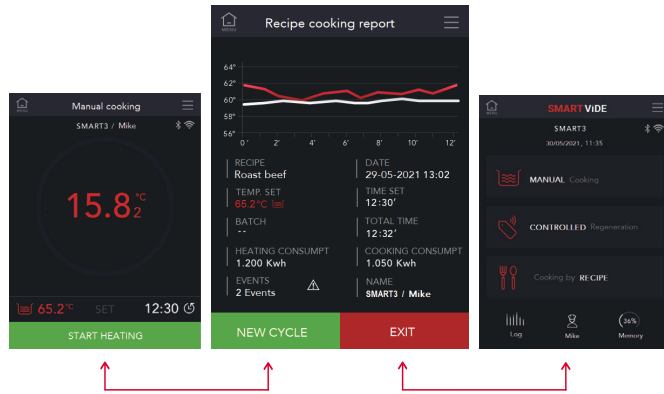 MENU
Manual cooking
SMART3 / Mike
15.8 2 °C
65.2°C SET 12:30
START HEATING
MENU
Recipe cooking report
64°
62°
60°
58°
56°
0' 2' 4' 6' 8' 10' 12'
RECIPE
Roast beef
DATE
29-05-2021 13:02
TEMP. SET
65.2°C
TIME SET
12:30'
BATCH
--
TOTAL TIME
12:32'
HEATING CONSUMPT
1.200 Kwh
COOKING CONSUMPT
1.050 Kwh
EVENTS
2 Events
NAME
SMART3 / Mike
NEW CYCLE
EXIT
MENU
SMARTVIDE
SMART3
30/05/2021, 11:35
MANUAL Cooking
CONTROLLED Regeneration
Cooking by RECIPE
Log
Mike
36%
Memory